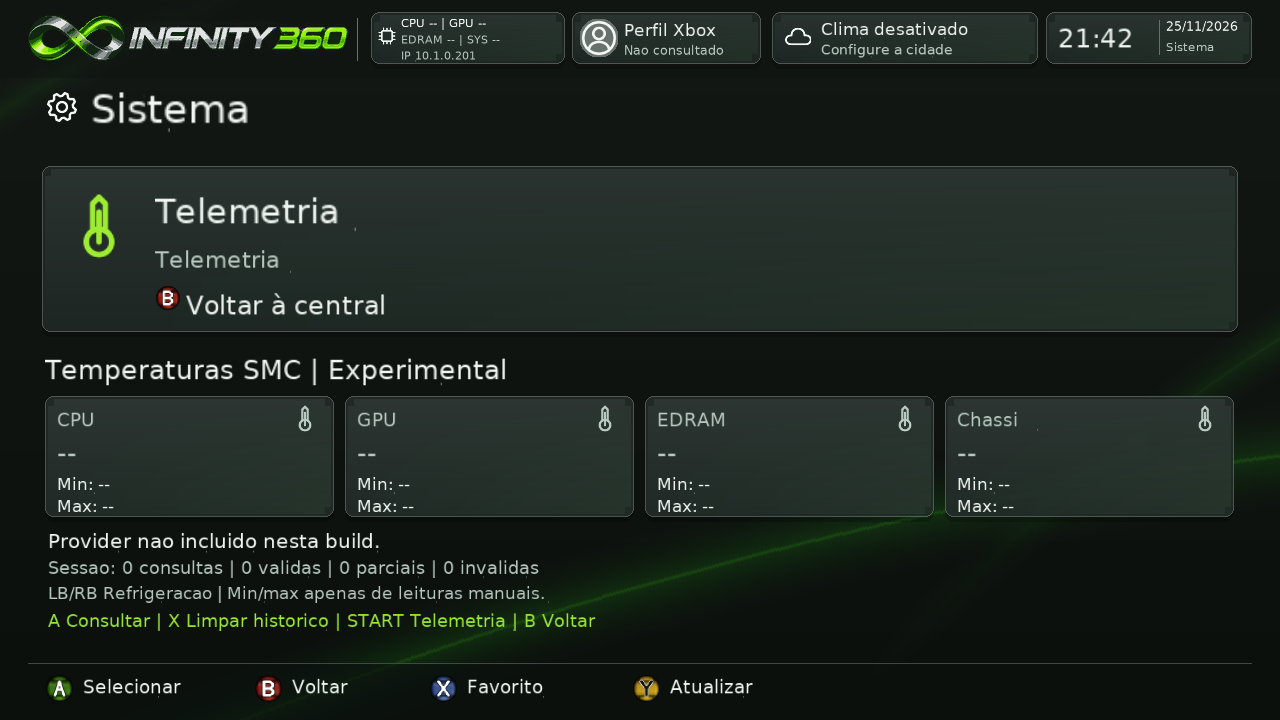 INFINITY 360
CPU -- | GPU --
EDRAM -- | SYS --
IP 10.1.0.201
Perfil Xbox
Nao consultado
Clima desativado
Configure a cidade
21:42
25/11/2026
Sistema
Sistema
Telemetria
Telemetria
B Voltar à central
Temperaturas SMC | Experimental
CPU
--
Min: --
Max: --
GPU
--
Min: --
Max: --
EDRAM
--
Min: --
Max: --
Chassi
--
Min: --
Max: --
Provider nao incluido nesta build.
Sessao: 0 consultas | 0 validas | 0 parciais | 0 invalidas
LB/RB Refrigeracao | Min/max apenas de leituras manuais.
A Consultar | X Limpar historico | START Telemetria | B Voltar
A Selecionar B Voltar X Favorito Y Atualizar